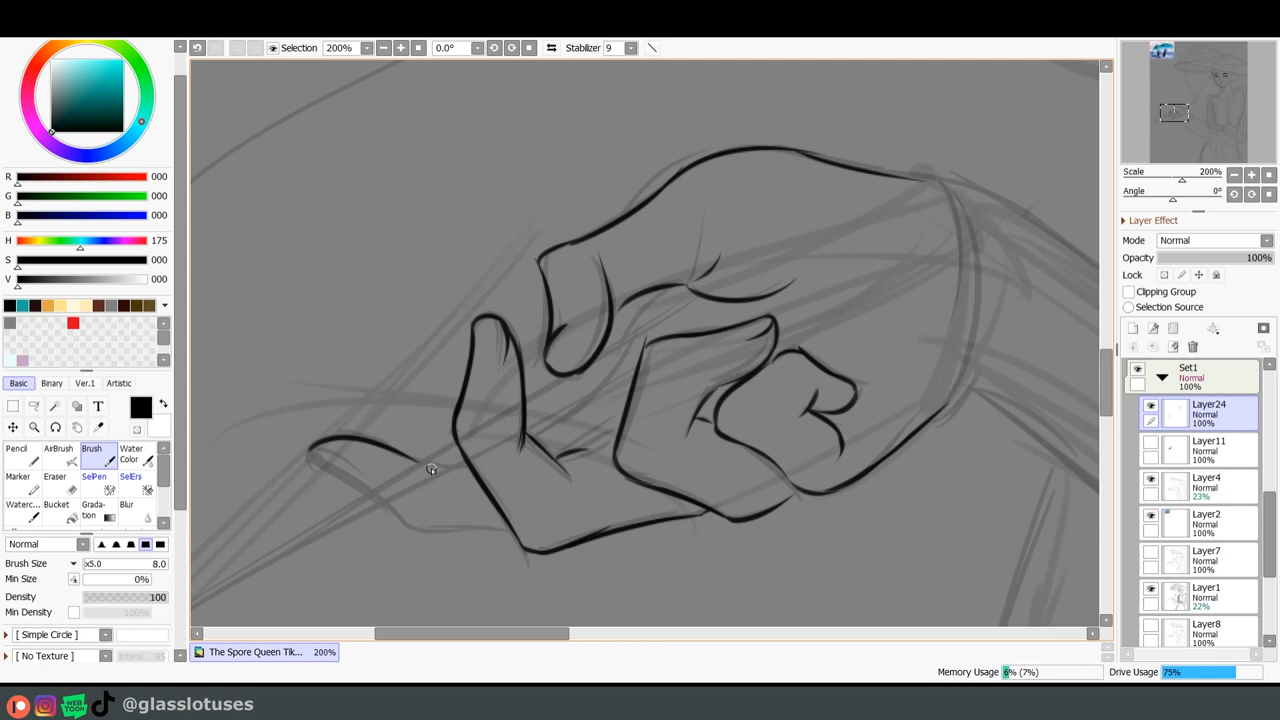 Selection 200% 0.0° Stabilizer 9
R 000
G 000
B 000
H 175
S 000
V 000
Basic Binary Ver.1 Artistic
T
Pencil AirBrush Brush Water Color
Marker Eraser SelPen SelErs
Waterc... Bucket Grada-tion Blur
Normal
Brush Size x5.0 8.0
Min Size 0%
Density 100
Min Density 100%
[ Simple Circle ]
[ No Texture ] Intens. 95
The Spore Queen Tik... 200%
Scale 200%
Angle 0°
Layer Effect
Mode Normal
Opacity 100%
Lock
Clipping Group
Selection Source
Set1
Normal
100%
Layer24
Normal
100%
Layer11
Normal
100%
Layer4
Normal
23%
Layer2
Normal
100%
Layer7
Normal
100%
Layer1
Normal
22%
Layer8
Normal
100%
Memory Usage 6% (7%) Drive Usage 75%
WEB TOON @glasslotuses